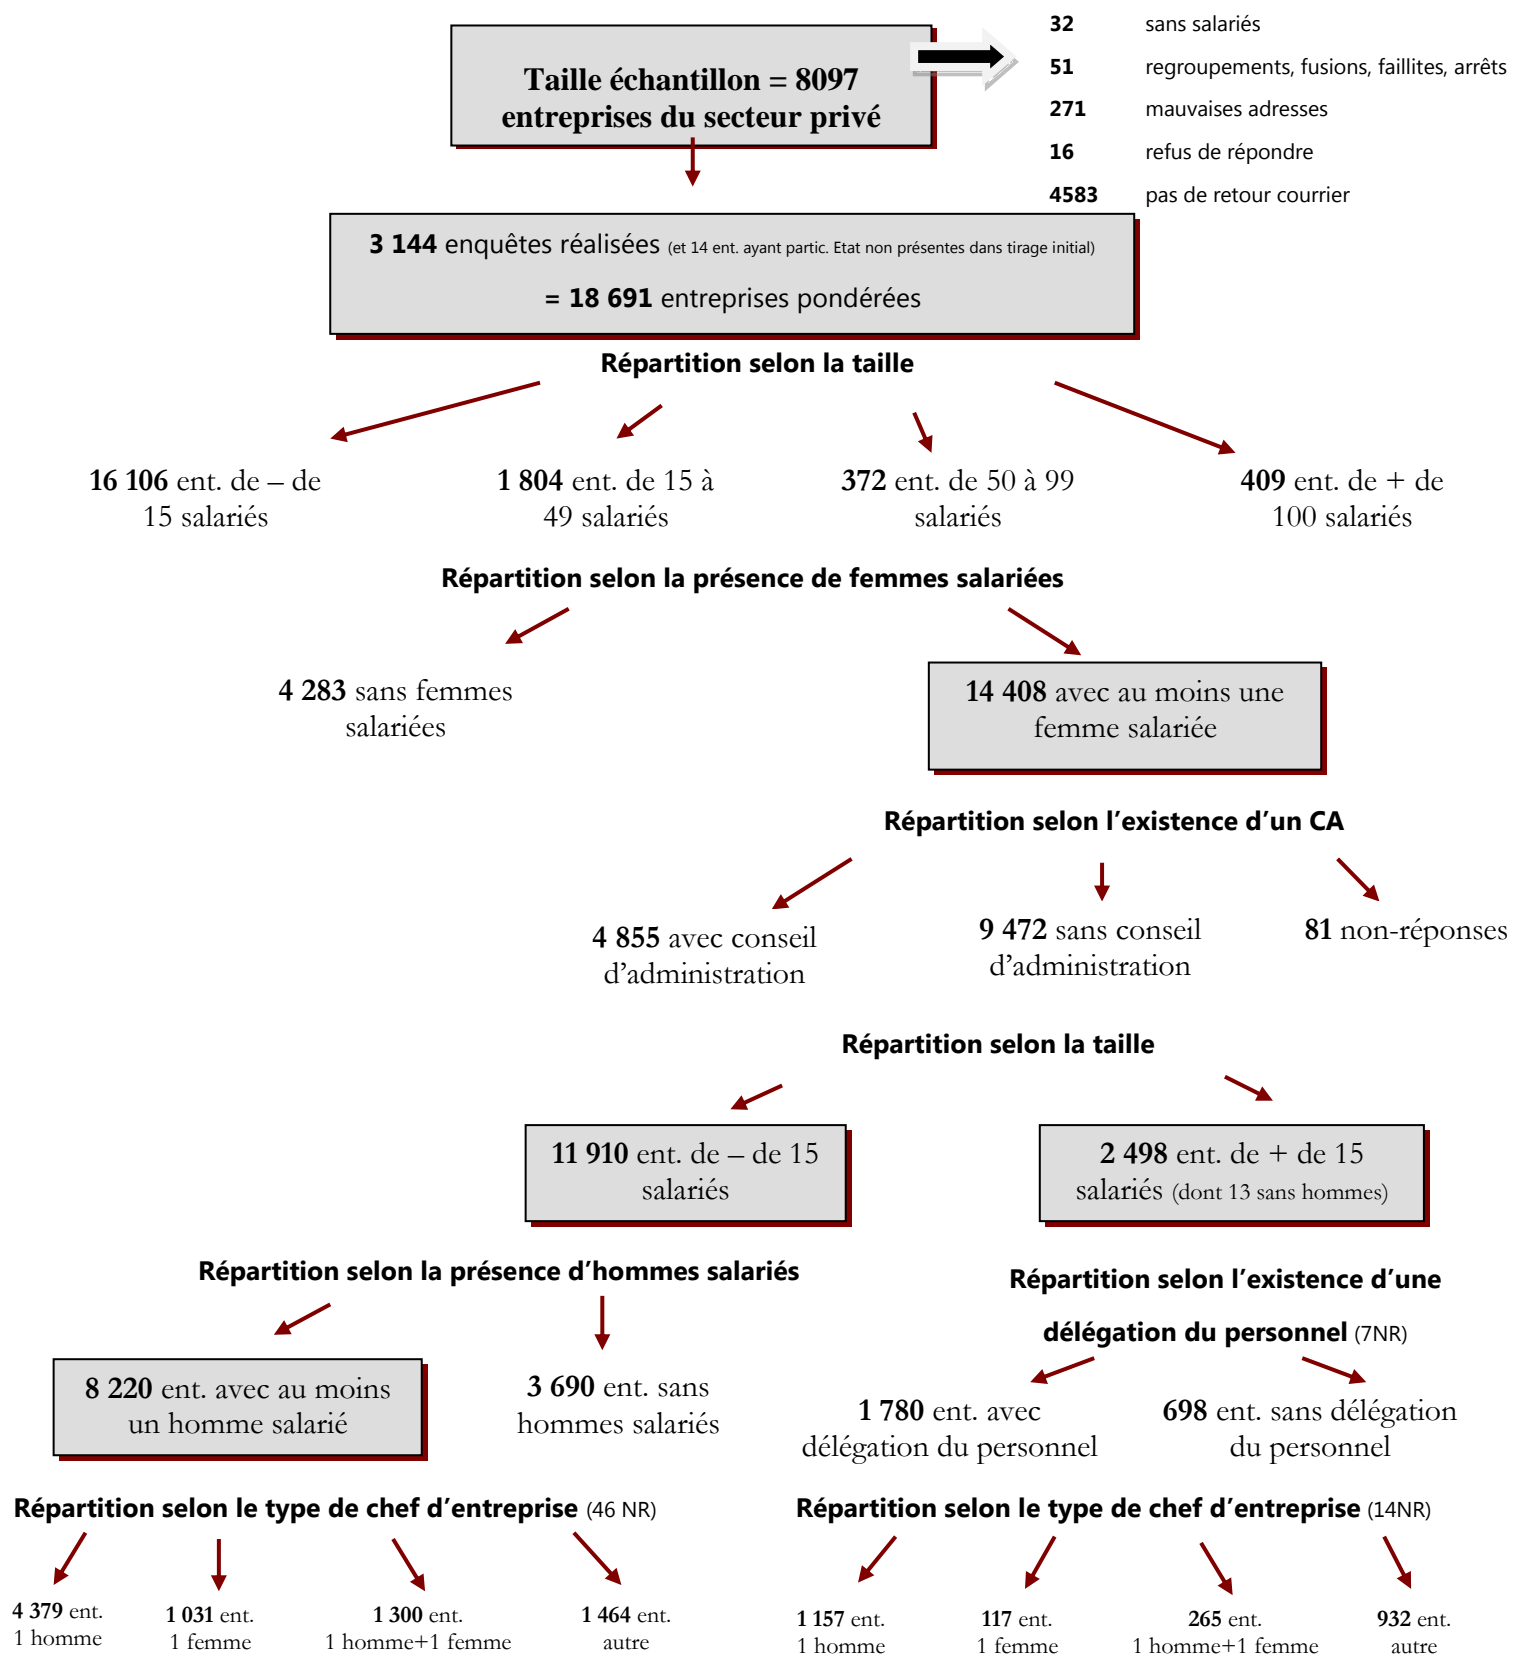 Taille échantillon = 8097
entreprises du secteur privé
32 sans salariés
51 regroupements, fusions, faillites, arrêts
271 mauvaises adresses
16 refus de répondre
4583 pas de retour courrier
3 144 enquêtes réalisées (et 14 ent. ayant partic. Etat non présentes dans tirage initial)
= 18 691 entreprises pondérées
Répartition selon la taille
16 106 ent. de – de
15 salariés
1 804 ent. de 15 à
49 salariés
372 ent. de 50 à 99
salariés
409 ent. de + de
100 salariés
Répartition selon la présence de femmes salariées
4 283 sans femmes
salariées
14 408 avec au moins une
femme salariée
Répartition selon l’existence d’un CA
4 855 avec conseil
d’administration
9 472 sans conseil
d’administration
81 non-réponses
Répartition selon la taille
11 910 ent. de – de 15
salariés
2 498 ent. de + de 15
salariés (dont 13 sans hommes)
Répartition selon la présence d’hommes salariés
8 220 ent. avec au moins
un homme salarié
3 690 ent. sans
hommes salariés
Répartition selon l’existence d’une
délégation du personnel (7NR)
1 780 ent. avec
délégation du personnel
698 ent. sans délégation
du personnel
Répartition selon le type de chef d’entreprise (46 NR)
4 379 ent.
1 homme
1 031 ent.
1 femme
1 300 ent.
1 homme+1 femme
1 464 ent.
autre
Répartition selon le type de chef d’entreprise (14NR)
1 157 ent.
1 homme
117 ent.
1 femme
265 ent.
1 homme+1 femme
932 ent.
autre